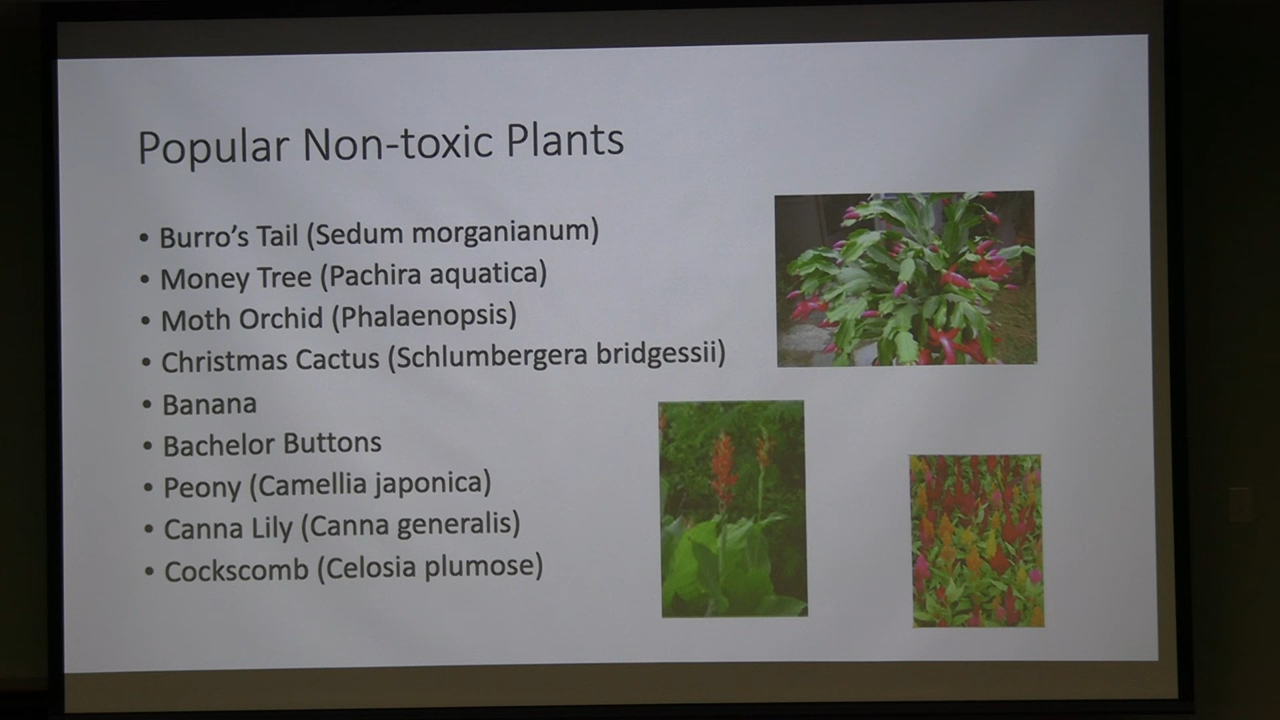 Popular Non-toxic Plants
• Burro's Tail (Sedum morganianum)
• Money Tree (Pachira aquatica)
• Moth Orchid (Phalaenopsis)
• Christmas Cactus (Schlumbergera bridgessii)
• Banana
• Bachelor Buttons
• Peony (Camellia japonica)
• Canna Lily (Canna generalis)
• Cockscomb (Celosia plumose)